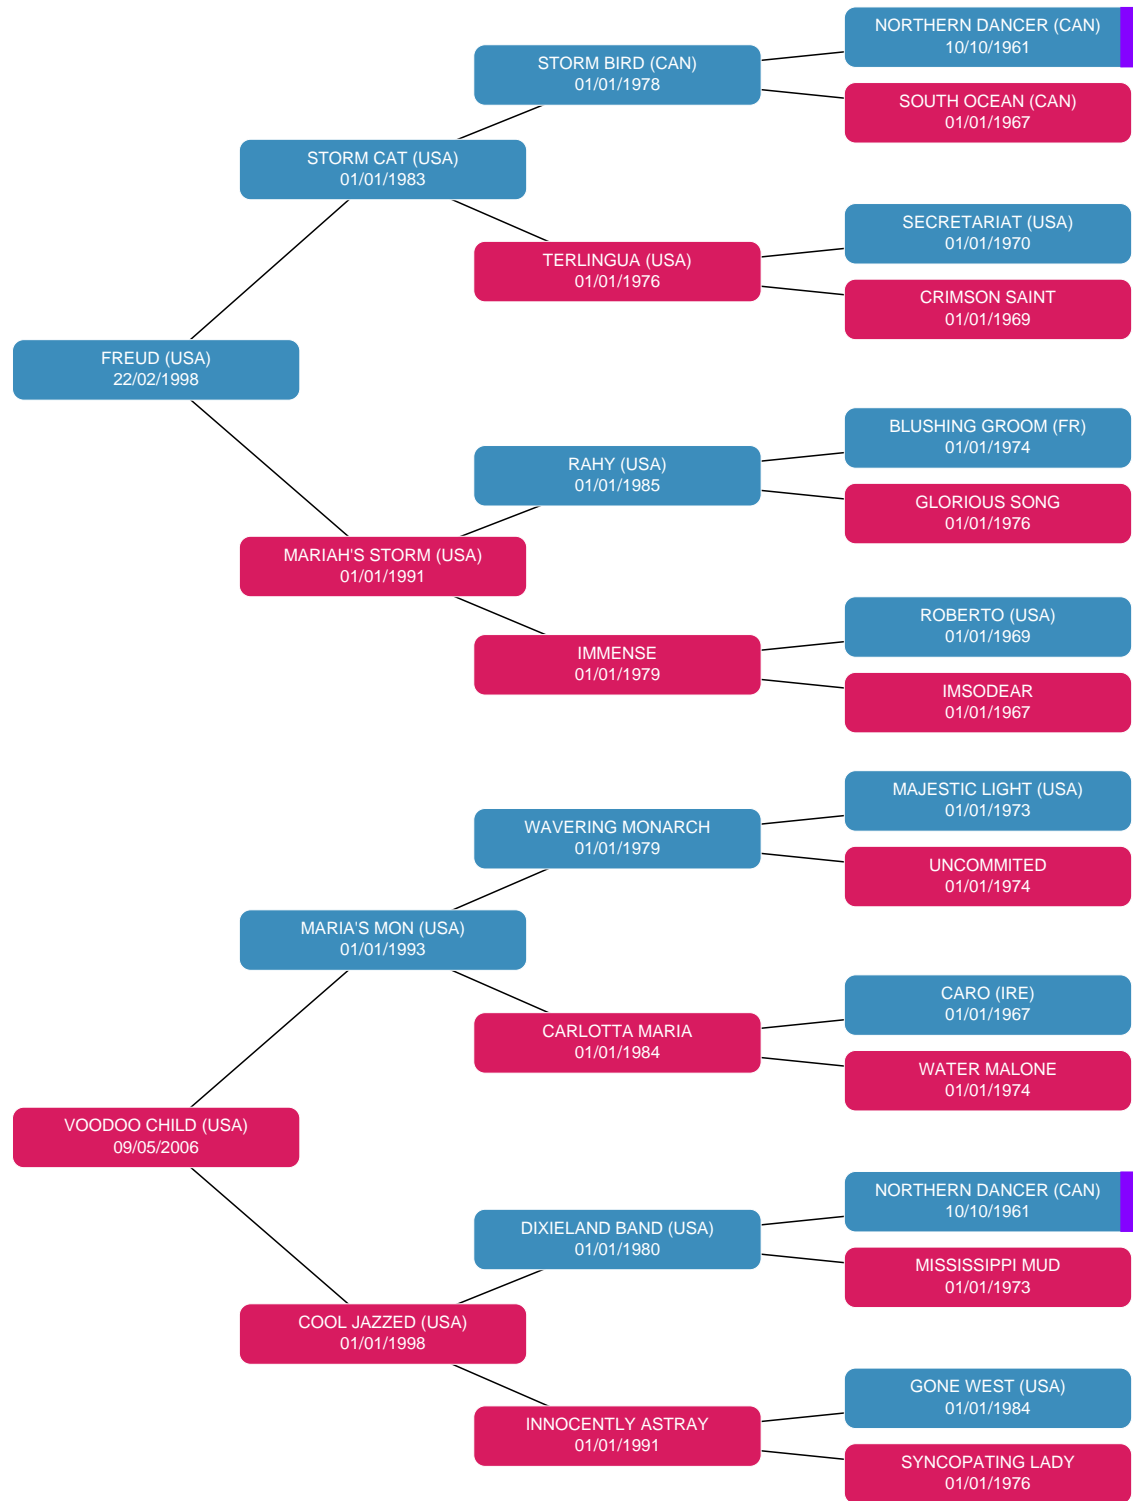 NORTHERN DANCER (CAN)
10/10/1961
STORM BIRD (CAN)
01/01/1978
SOUTH OCEAN (CAN)
01/01/1967
STORM CAT (USA)
01/01/1983
SECRETARIAT (USA)
01/01/1970
TERLINGUA (USA)
01/01/1976
CRIMSON SAINT
01/01/1969
FREUD (USA)
22/02/1998
BLUSHING GROOM (FR)
01/01/1974
RAHY (USA)
01/01/1985
GLORIOUS SONG
01/01/1976
MARIAH'S STORM (USA)
01/01/1991
ROBERTO (USA)
01/01/1969
IMMENSE
01/01/1979
IMSODEAR
01/01/1967
MAJESTIC LIGHT (USA)
01/01/1973
WAVERING MONARCH
01/01/1979
UNCOMMITED
01/01/1974
MARIA'S MON (USA)
01/01/1993
CARO (IRE)
01/01/1967
CARLOTTA MARIA
01/01/1984
WATER MALONE
01/01/1974
VOODOO CHILD (USA)
09/05/2006
NORTHERN DANCER (CAN)
10/10/1961
DIXIELAND BAND (USA)
01/01/1980
MISSISSIPPI MUD
01/01/1973
COOL JAZZED (USA)
01/01/1998
GONE WEST (USA)
01/01/1984
INNOCENTLY ASTRAY
01/01/1991
SYNCOPATING LADY
01/01/1976